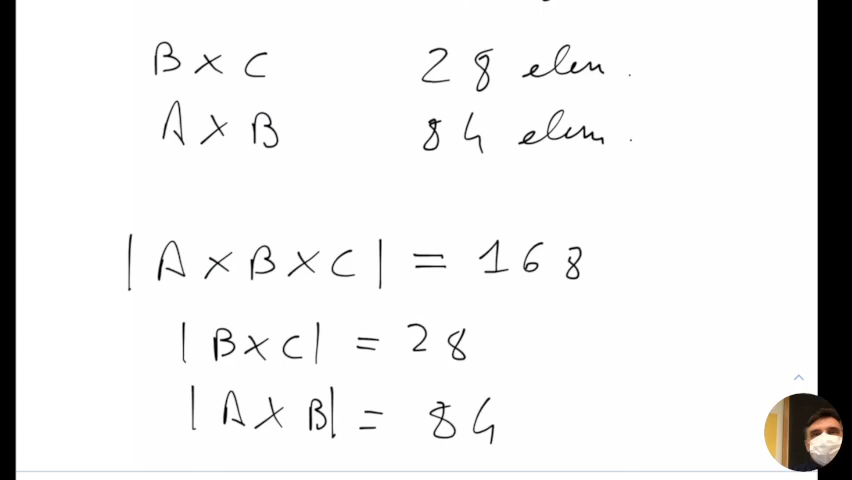 B × C 28 elem.
A × B 84 elem.
|A × B × C| = 168
|B × C| = 28
|A × B| = 84